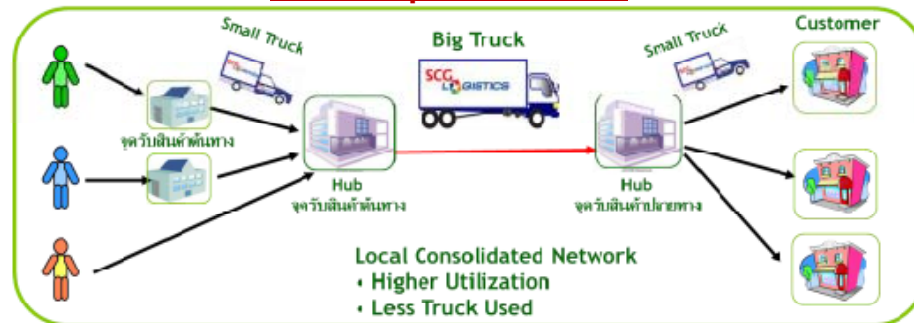 Small Truck
Big Truck
Small Truck
Customer
SCG
LOGISTICS
จุดรับสินค้าต้นทาง
Hub
จุดรับสินค้าต้นทาง
Hub
จุดรับสินค้าปลายทาง
Local Consolidated Network
• Higher Utilization
• Less Truck Used